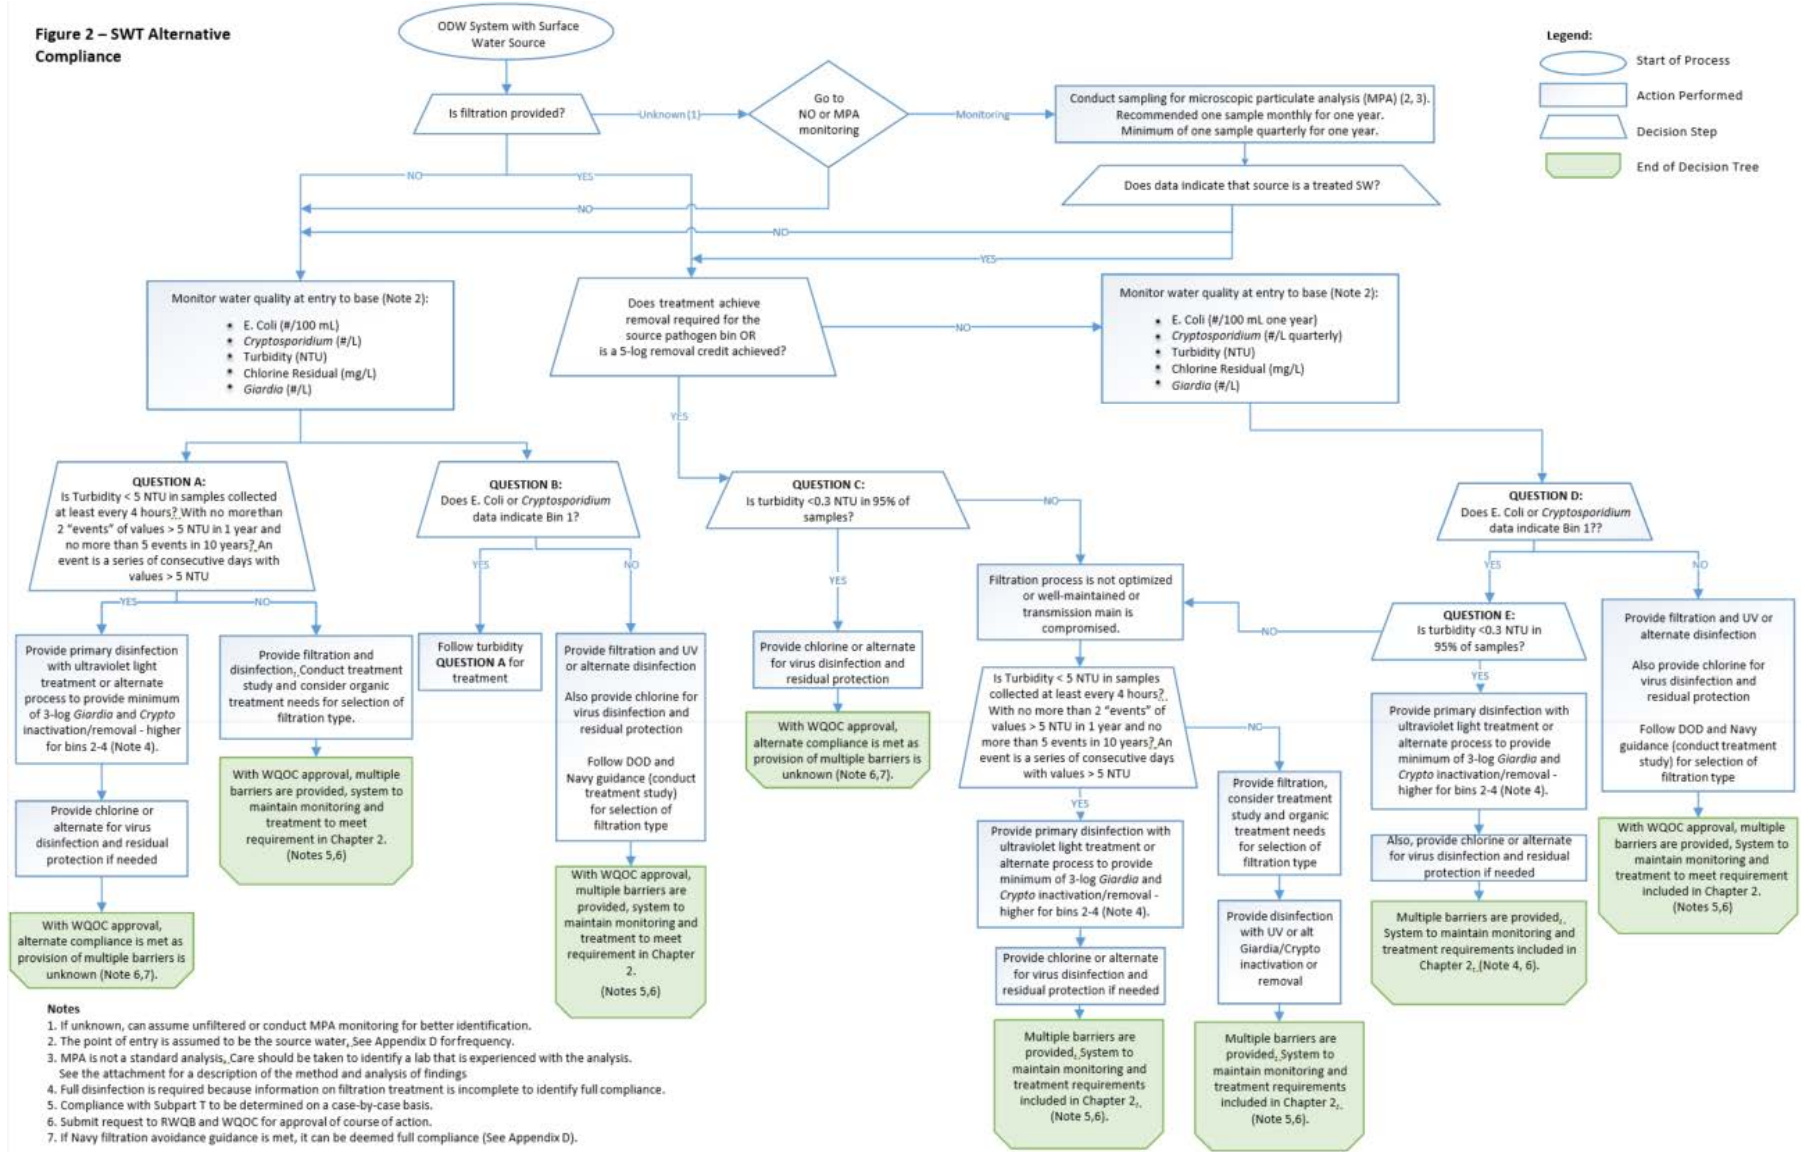 Figure 2 – SWT Alternative
Compliance
ODW System with Surface
Water Source
Legend:
Start of Process
Action Performed
Decision Step
End of Decision Tree
Is filtration provided?
Unknown (1)
Go to
NO or MPA
monitoring
Monitoring
Conduct sampling for microscopic particulate analysis (MPA) (2, 3).
Recommended one sample monthly for one year.
Minimum of one sample quarterly for one year.
Does data indicate that source is a treated SW?
NO
YES
NO
NO
YES
Monitor water quality at entry to base (Note 2):
* E. Coli (#/100 mL)
* Cryptosporidium (#/L)
* Turbidity (NTU)
* Chlorine Residual (mg/L)
* Giardia (#/L)
Does treatment achieve
removal required for the
source pathogen bin OR
is a 5-log removal credit achieved?
NO
YES
Monitor water quality at entry to base (Note 2):
* E. Coli (#/100 mL one year)
* Cryptosporidium (#/L quarterly)
* Turbidity (NTU)
* Chlorine Residual (mg/L)
* Giardia (#/L)
QUESTION A:
Is Turbidity < 5 NTU in samples collected
at least every 4 hours? With no more than
2 “events” of values > 5 NTU in 1 year and
no more than 5 events in 10 years? An
event is a series of consecutive days with
values > 5 NTU
YES
NO
Provide primary disinfection
with ultraviolet light
treatment or alternate
process to provide minimum
of 3-log Giardia and Crypto
inactivation/removal - higher
for bins 2-4 (Note 4).
Provide chlorine or
alternate for virus
disinfection and residual
protection if needed
With WQOC approval,
alternate compliance is met as
provision of multiple barriers is
unknown (Note 6,7).
Provide filtration and
disinfection, Conduct treatment
study and consider organic
treatment needs for selection of
filtration type.
With WQOC approval, multiple
barriers are provided, system to
maintain monitoring and
treatment to meet
requirement in Chapter 2.
(Notes 5,6)
QUESTION B:
Does E. Coli or Cryptosporidium
data indicate Bin 1?
YES
NO
Follow turbidity
QUESTION A for
treatment
Provide filtration and UV
or alternate disinfection
Also provide chlorine for
virus disinfection and
residual protection
Follow DOD and
Navy guidance (conduct
treatment study)
for selection of
filtration type
With WQOC approval,
multiple barriers are
provided, system to
maintain monitoring and
treatment to meet
requirement in Chapter
2.
(Notes 5,6)
QUESTION C:
Is turbidity <0.3 NTU in 95% of
samples?
NO
YES
Provide chlorine or alternate
for virus disinfection and
residual protection
With WQOC approval,
alternate compliance is met as
provision of multiple barriers is
unknown (Note 6,7).
Filtration process is not optimized
or well-maintained or
transmission main is
compromised.
Is Turbidity < 5 NTU in samples
collected at least every 4 hours?
With no more than 2 “events” of
values > 5 NTU in 1 year and no
more than 5 events in 10 years? An
event is a series of consecutive days
with values > 5 NTU
NO
YES
Provide primary disinfection with
ultraviolet light treatment or
alternate process to provide
minimum of 3-log Giardia and
Crypto inactivation/removal -
higher for bins 2-4 (Note 4).
Provide chlorine or alternate
for virus disinfection and
residual protection if needed
Multiple barriers are
provided, System to
maintain monitoring and
treatment requirements
included in Chapter 2,
(Note 5,6).
Provide filtration,
consider treatment
study and organic
treatment needs
for selection of
filtration type
Provide disinfection
with UV or alt
Giardia/Crypto
inactivation or
removal
Multiple barriers are
provided, System to
maintain monitoring and
treatment requirements
included in Chapter 2,
(Note 5,6).
QUESTION D:
Does E. Coli or Cryptosporidium
data indicate Bin 1??
YES
NO
QUESTION E:
Is turbidity <0.3 NTU in
95% of samples?
NO
YES
Provide primary disinfection with
ultraviolet light treatment or
alternate process to provide
minimum of 3-log Giardia and
Crypto inactivation/removal -
higher for bins 2-4 (Note 4).
Also, provide chlorine or alternate
for virus disinfection and residual
protection if needed
Multiple barriers are provided,
System to maintain monitoring and
treatment requirements included in
Chapter 2, (Note 4, 6).
Provide filtration and UV or
alternate disinfection
Also provide chlorine for
virus disinfection and
residual protection
Follow DOD and Navy
guidance (conduct treatment
study) for selection of
filtration type
With WQOC approval, multiple
barriers are provided, System to
maintain monitoring and
treatment to meet requirement
included in Chapter 2.
(Notes 5,6)
Notes
1. If unknown, can assume unfiltered or conduct MPA monitoring for better identification.
2. The point of entry is assumed to be the source water, See Appendix D for frequency.
3. MPA is not a standard analysis, Care should be taken to identify a lab that is experienced with the analysis.
See the attachment for a description of the method and analysis of findings
4. Full disinfection is required because information on filtration treatment is incomplete to identify full compliance.
5. Compliance with Subpart T to be determined on a case-by-case basis.
6. Submit request to RWQB and WQOC for approval of course of action.
7. If Navy filtration avoidance guidance is met, it can be deemed full compliance (See Appendix D).